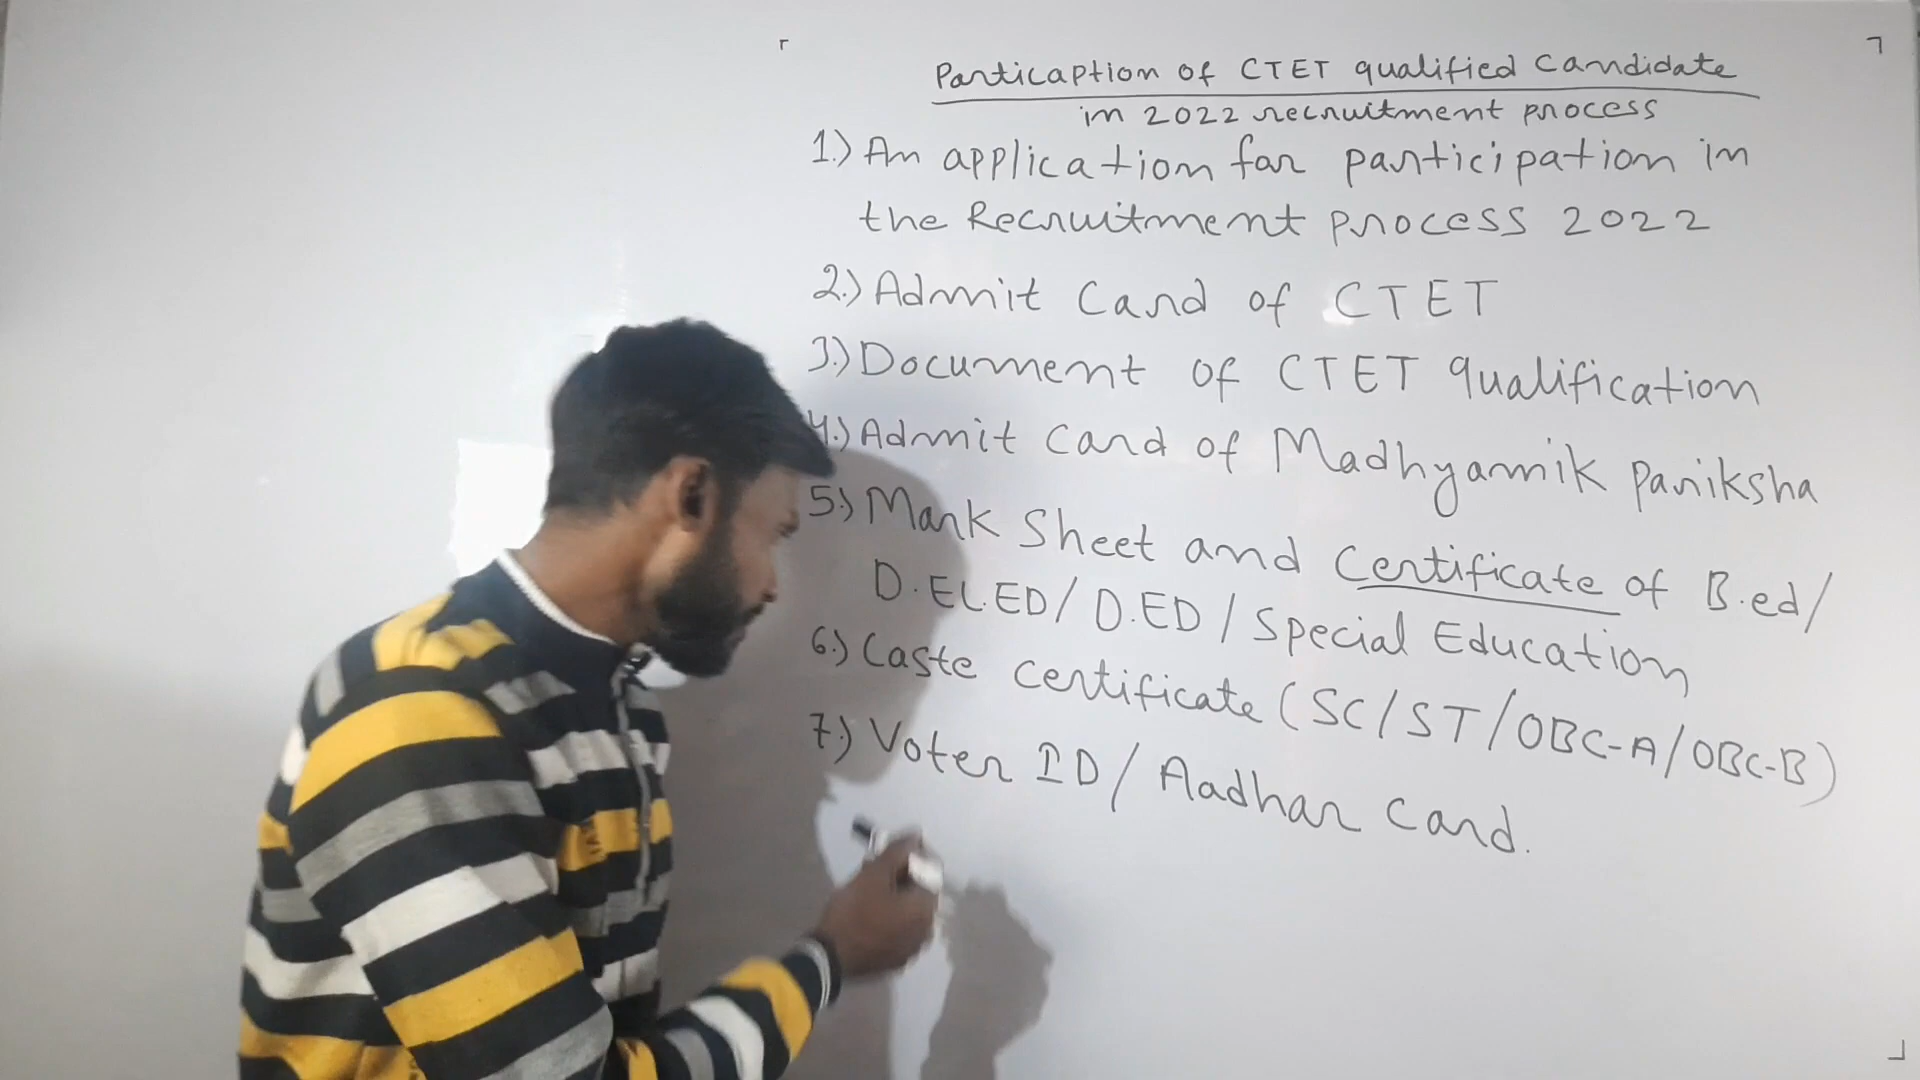 Particaption of CTET qualified candidate
in 2022 recruitment process
1.) An application for participation in
the Recruitment process 2022
2.) Admit Card of CTET
3.) Document of CTET qualification
4.) Admit card of Madhyamik Pariksha
5.) Mark Sheet and Certificate of B.ed/
D.EL.ED/ D.ED / Special Education
6.) Caste certificate (SC/ST/OBC-A/OBC-B)
7.) Voter ID/ Aadhar Card.